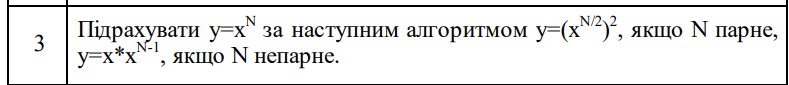 3
Підрахувати y=x^N за наступним алгоритмом y=(x^N/2)^2, якщо N парне,
y=x*x^N-1, якщо N непарне.